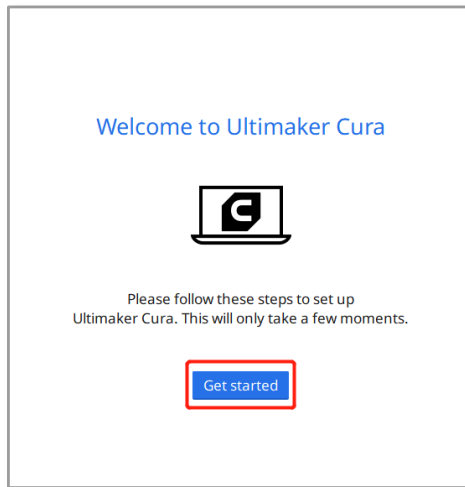 Welcome to Ultimaker Cura
Please follow these steps to set up
Ultimaker Cura. This will only take a few moments.
Get started